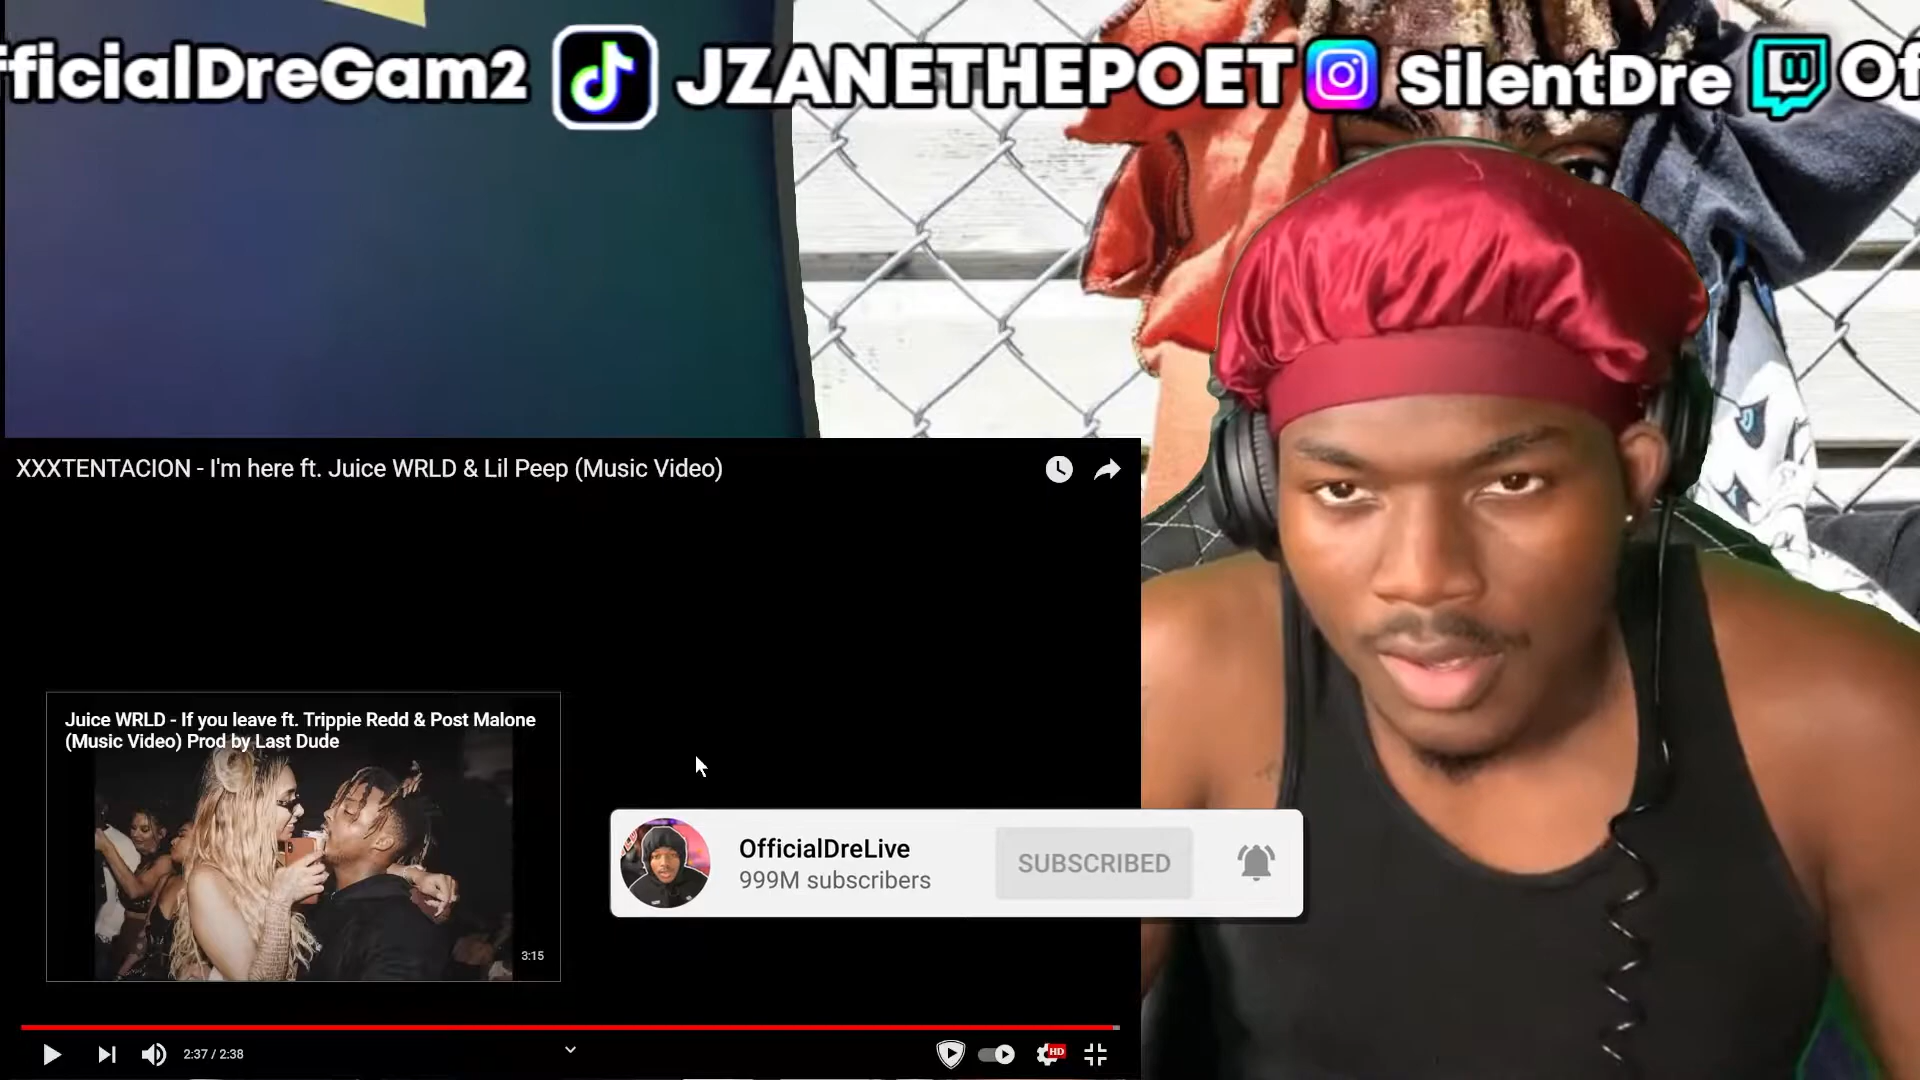 fficialDreGam2 JZANETHEPOET SilentDre Of
XXXTENTACION - I'm here ft. Juice WRLD & Lil Peep (Music Video)
Juice WRLD - If you leave ft. Trippie Redd & Post Malone
(Music Video) Prod by Last Dude
3:15
OfficialDreLive
999M subscribers
SUBSCRIBED
2:37 / 2:38
HD